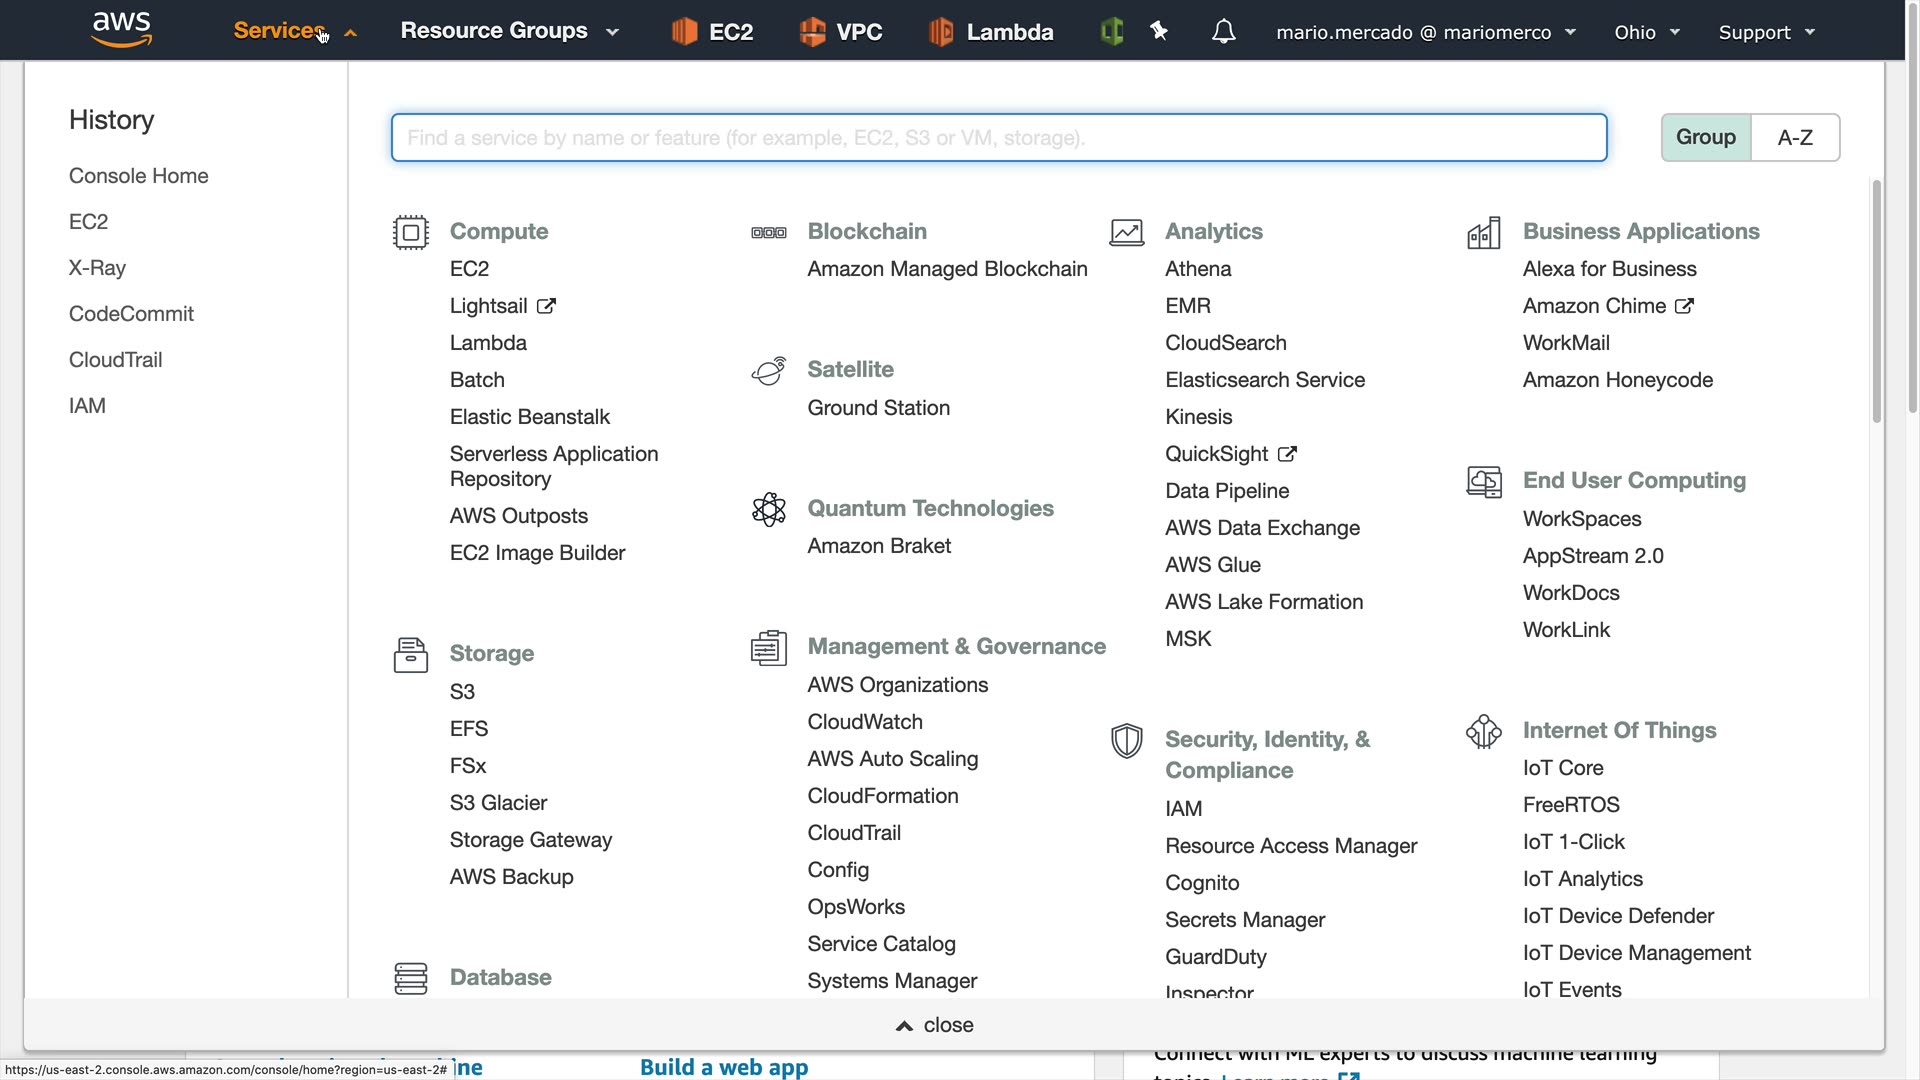 aws
Services
Resource Groups
EC2
VPC
Lambda
mario.mercado @ mariomerco
Ohio
Support
History
Console Home
EC2
X-Ray
CodeCommit
CloudTrail
IAM
Find a service by name or feature (for example, EC2, S3 or VM, storage).
Group
A-Z
Compute
EC2
Lightsail
Lambda
Batch
Elastic Beanstalk
Serverless Application
Repository
AWS Outposts
EC2 Image Builder
Storage
S3
EFS
FSx
S3 Glacier
Storage Gateway
AWS Backup
Database
Blockchain
Amazon Managed Blockchain
Satellite
Ground Station
Quantum Technologies
Amazon Braket
Management & Governance
AWS Organizations
CloudWatch
AWS Auto Scaling
CloudFormation
CloudTrail
Config
OpsWorks
Service Catalog
Systems Manager
Analytics
Athena
EMR
CloudSearch
Elasticsearch Service
Kinesis
QuickSight
Data Pipeline
AWS Data Exchange
AWS Glue
AWS Lake Formation
MSK
Security, Identity, &
Compliance
IAM
Resource Access Manager
Cognito
Secrets Manager
GuardDuty
Inspector
Business Applications
Alexa for Business
Amazon Chime
WorkMail
Amazon Honeycode
End User Computing
WorkSpaces
AppStream 2.0
WorkDocs
WorkLink
Internet Of Things
IoT Core
FreeRTOS
IoT 1-Click
IoT Analytics
IoT Device Defender
IoT Device Management
IoT Events
close
Build a web app
Connect with ML experts to discuss machine learning
topics. Learn more
https://us-east-2.console.aws.amazon.com/console/home?region=us-east-2#